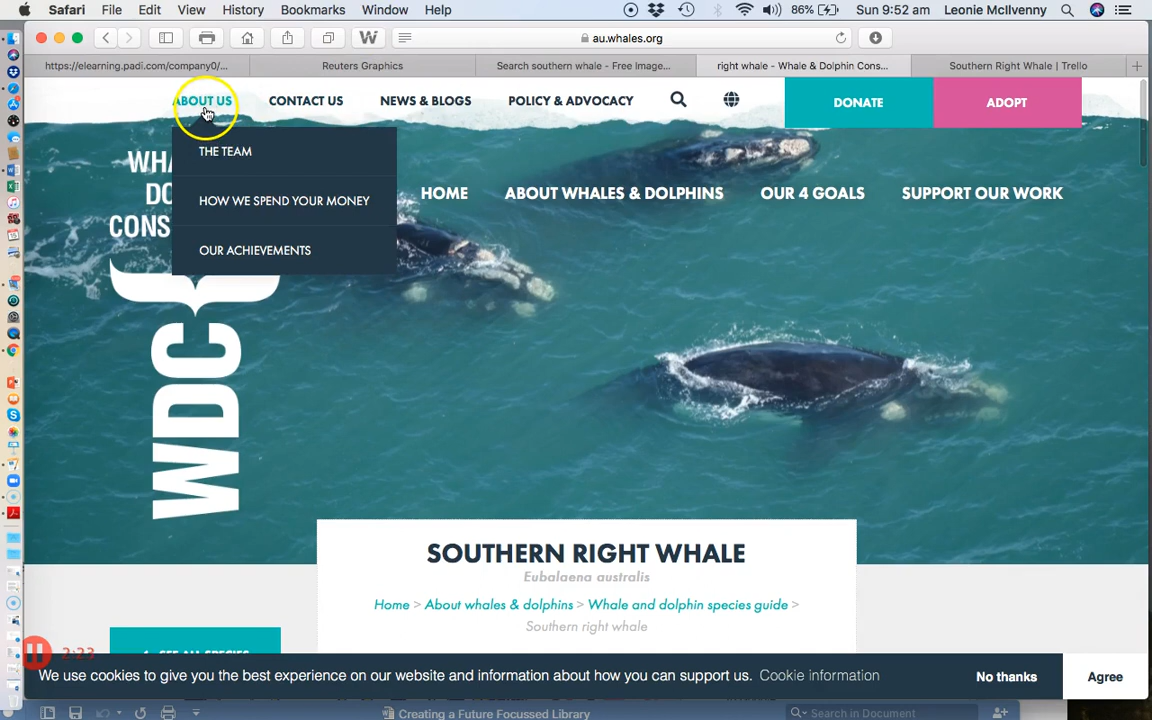 Safari File Edit View History Bookmarks Window Help 86% Sun 9:52 am Leonie McIlvenny
W au.whales.org
https://elearning.padi.com/company0/... Reuters Graphics Search southern whale - Free Image... right whale - Whale & Dolphin Cons... Southern Right Whale | Trello
ABOUT US CONTACT US NEWS & BLOGS POLICY & ADVOCACY DONATE ADOPT
THE TEAM
HOW WE SPEND YOUR MONEY
OUR ACHIEVEMENTS
HOME ABOUT WHALES & DOLPHINS OUR 4 GOALS SUPPORT OUR WORK
WDC
SOUTHERN RIGHT WHALE
Eubalaena australis
Home > About whales & dolphins > Whale and dolphin species guide >
Southern right whale
We use cookies to give you the best experience on our website and information about how you can support us. Cookie information No thanks Agree
Creating a Future Focussed Library Search in Document